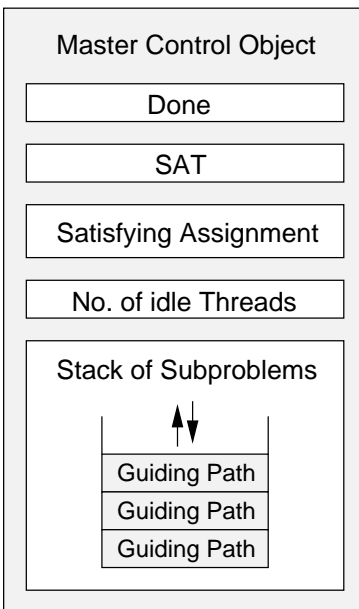 Master Control Object
Done
SAT
Satisfying Assignment
No. of idle Threads
Stack of Subproblems
Guiding Path
Guiding Path
Guiding Path